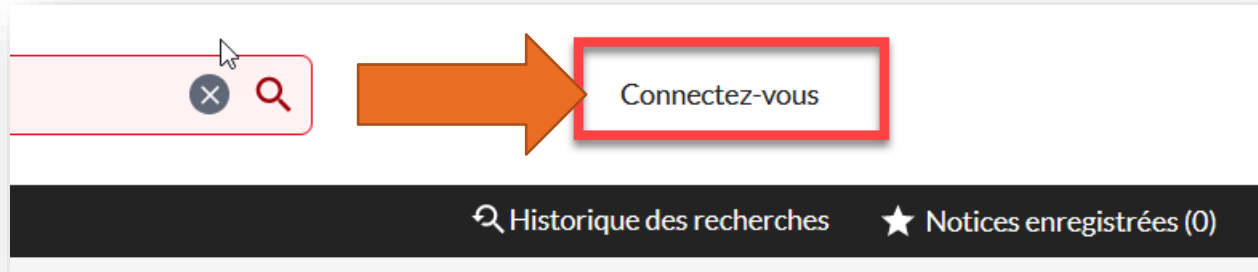 Connectez-vous
Historique des recherches
Notices enregistrées (0)